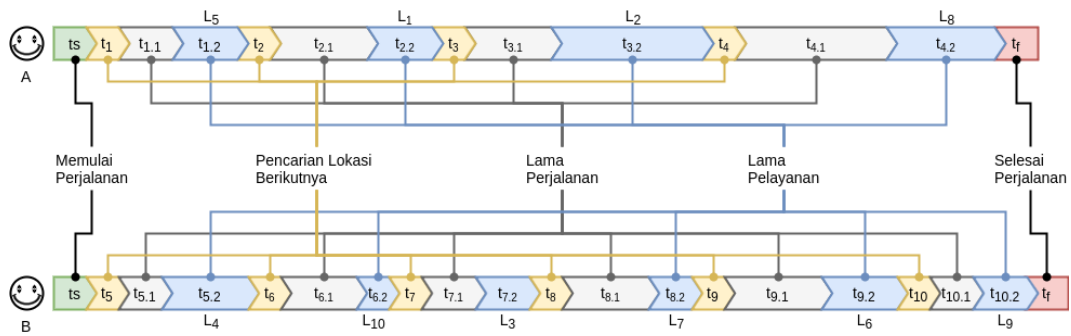 L5 L1 L2 L8
ts t1 t1.1 t1.2 t2 t2.1 t2.2 t3 t3.1 t3.2 t4 t4.1 t4.2 tf
A
Memulai
Perjalanan
Pencarian Lokasi
Berikutnya
Lama
Perjalanan
Lama
Pelayanan
Selesai
Perjalanan
ts t5 t5.1 t5.2 t6 t6.1 t6.2 t7 t7.1 t7.2 t8 t8.1 t8.2 t9 t9.1 t9.2 t10 t10.1 t10.2 tf
B
L4 L10 L3 L7 L6 L9